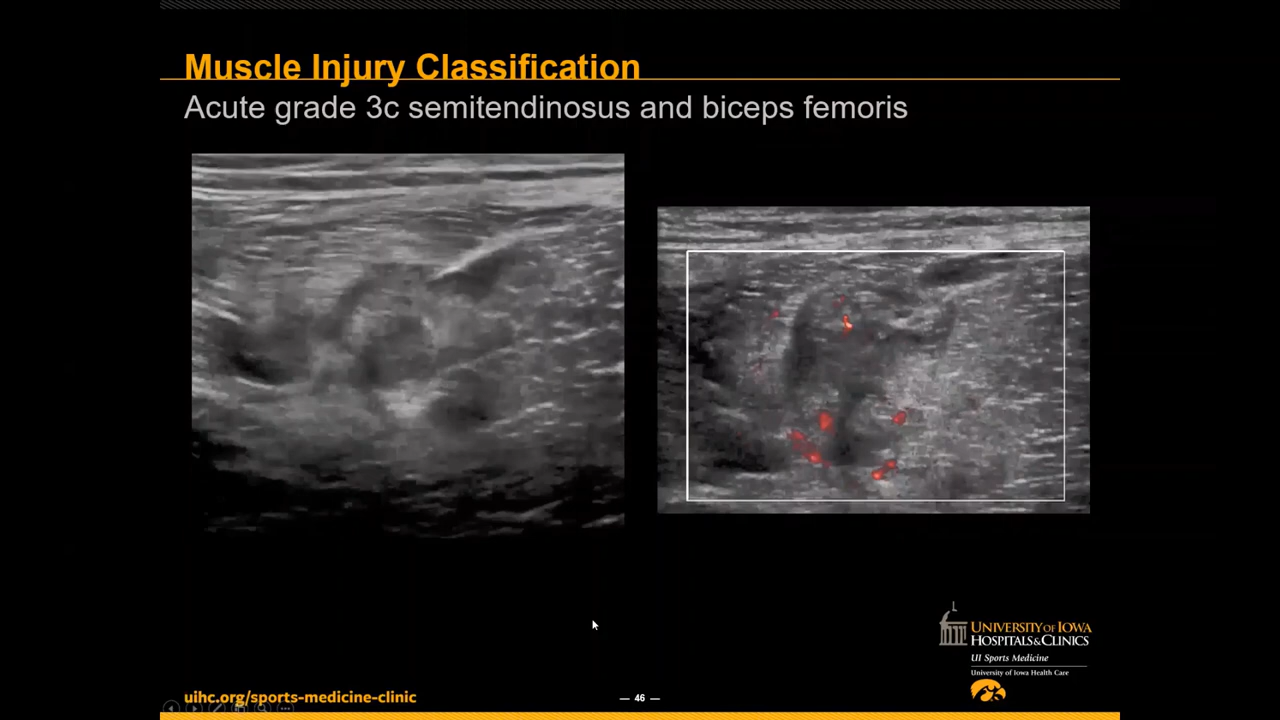 Muscle Injury Classification
Acute grade 3c semitendinosus and biceps femoris
UNIVERSITY OF IOWA
HOSPITALS & CLINICS
UI Sports Medicine
University of Iowa Health Care
uihc.org/sports-medicine-clinic
— 46 —